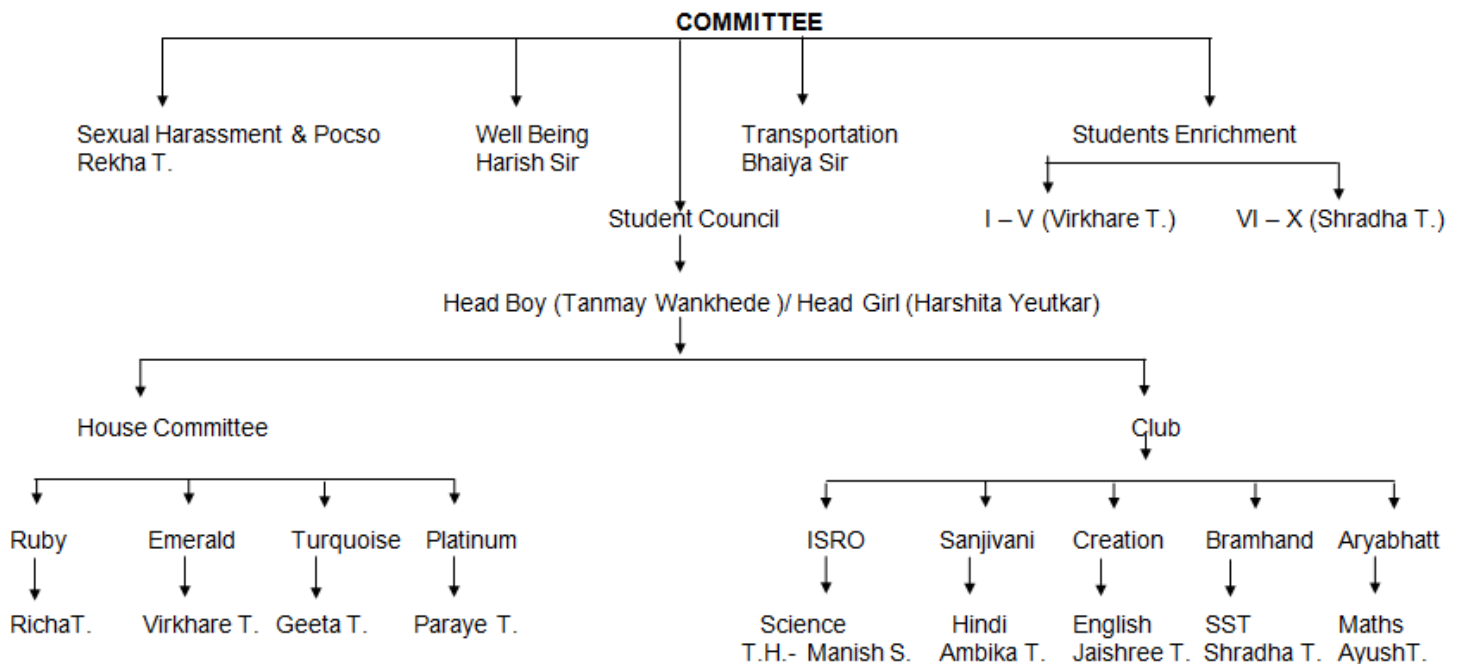 COMMITTEE
Sexual Harassment & Pocso
Rekha T.
Well Being
Harish Sir
Transportation
Bhaiya Sir
Students Enrichment
Student Council
I – V (Virkhare T.)
VI – X (Shradha T.)
Head Boy (Tanmay Wankhede )/ Head Girl (Harshita Yeutkar)
House Committee
Club
Ruby
Emerald
Turquoise
Platinum
ISRO
Sanjivani
Creation
Bramhand
Aryabhatt
RichaT.
Virkhare T.
Geeta T.
Paraye T.
Science
T.H.- Manish S.
Hindi
Ambika T.
English
Jaishree T.
SST
Shradha T.
Maths
AyushT.